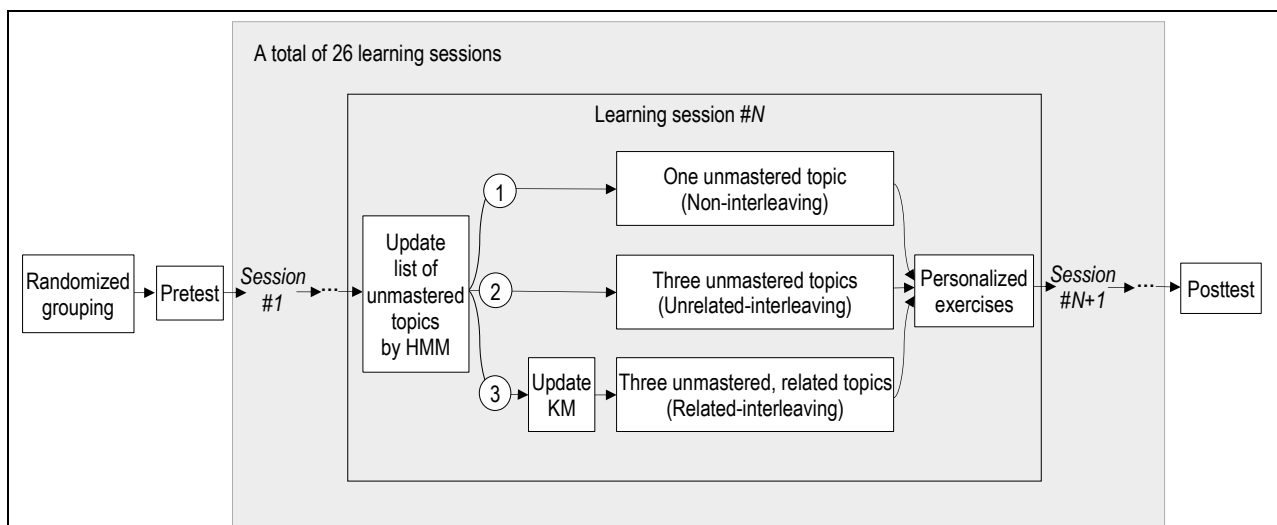 A total of 26 learning sessions
Learning session #N
Randomized
grouping
Pretest
Session
#1
...
Update
list of
unmastered
topics
by HMM
1
One unmastered topic
(Non-interleaving)
2
Three unmastered topics
(Unrelated-interleaving)
3
Update
KM
Three unmastered, related topics
(Related-interleaving)
Personalized
exercises
Session
#N+1
...
Posttest